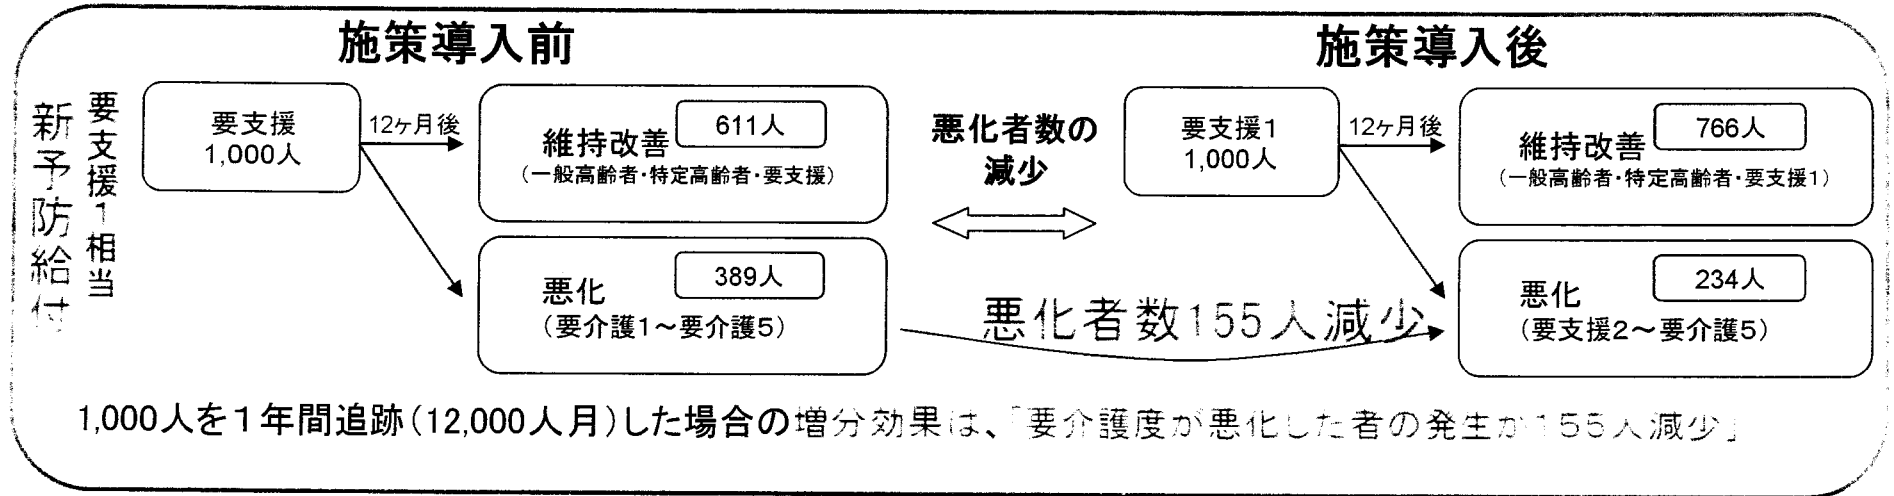 施策導入前
施策導入後
新予防給付
要支援1相当
要支援
1,000人
12ヶ月後
維持改善
611人
(一般高齢者・特定高齢者・要支援)
悪化
389人
(要介護1～要介護5)
悪化者数の
減少
悪化者数155人減少
要支援1
1,000人
12ヶ月後
維持改善
766人
(一般高齢者・特定高齢者・要支援1)
悪化
234人
(要支援2～要介護5)
1,000人を1年間追跡(12,000人月)した場合の増分効果は、「要介護度が悪化した者の発生が155人減少」